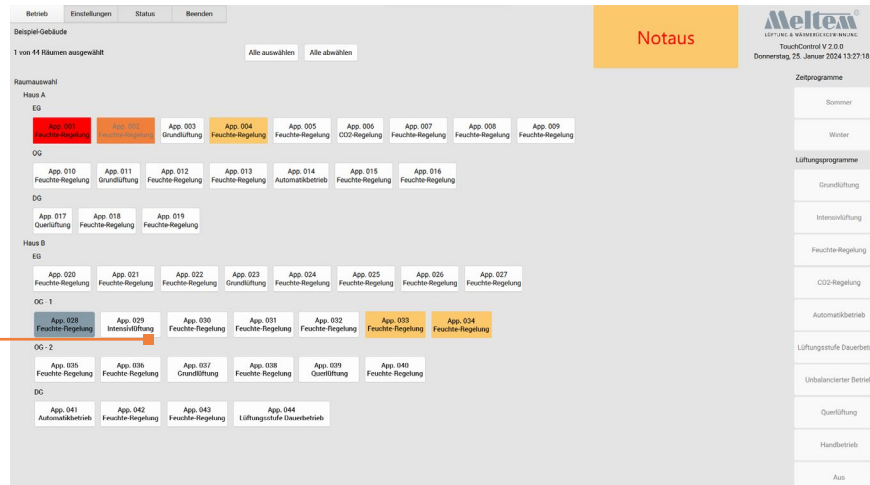 Betrieb Einstellungen Status Beenden
Beispiel-Gebäude
1 von 44 Räumen ausgewählt Alle auswählen Alle abwählen
Notaus
Meltem®
LÜFTUNG & WÄRMERÜCKGEWINNUNG
TouchControl V 2.0.0
Donnerstag, 25. Januar 2024 13:27:18
Raumauswahl
Haus A
EG
App. 001 App. 002 App. 003 App. 004 App. 005 App. 006 App. 007 App. 008 App. 009
Feuchte-Regelung Feuchte-Regelung Grundlüftung Feuchte-Regelung Feuchte-Regelung CO2-Regelung Feuchte-Regelung Feuchte-Regelung Feuchte-Regelung
OG
App. 010 App. 011 App. 012 App. 013 App. 014 App. 015 App. 016
Feuchte-Regelung Grundlüftung Feuchte-Regelung Feuchte-Regelung Automatikbetrieb Feuchte-Regelung Feuchte-Regelung
DG
App. 017 App. 018 App. 019
Querlüftung Feuchte-Regelung Feuchte-Regelung
Haus B
EG
App. 020 App. 021 App. 022 App. 023 App. 024 App. 025 App. 026 App. 027
Feuchte-Regelung Feuchte-Regelung Feuchte-Regelung Grundlüftung Feuchte-Regelung Feuchte-Regelung Feuchte-Regelung Feuchte-Regelung
OG - 1
App. 028 App. 029 App. 030 App. 031 App. 032 App. 033 App. 034
Feuchte-Regelung Intensivlüftung Feuchte-Regelung Feuchte-Regelung Feuchte-Regelung Feuchte-Regelung Feuchte-Regelung
OG - 2
App. 035 App. 036 App. 037 App. 038 App. 039 App. 040
Feuchte-Regelung Feuchte-Regelung Grundlüftung Feuchte-Regelung Querlüftung Feuchte-Regelung
DG
App. 041 App. 042 App. 043 App. 044
Automatikbetrieb Feuchte-Regelung Feuchte-Regelung Lüftungsstufe Dauerbetrieb
Zeitprogramme
Sommer
Winter
Lüftungsprogramme
Grundlüftung
Intensivlüftung
Feuchte-Regelung
CO2-Regelung
Automatikbetrieb
Lüftungsstufe Dauerbet
Unbalancierter Betrie
Querlüftung
Handbetrieb
Aus